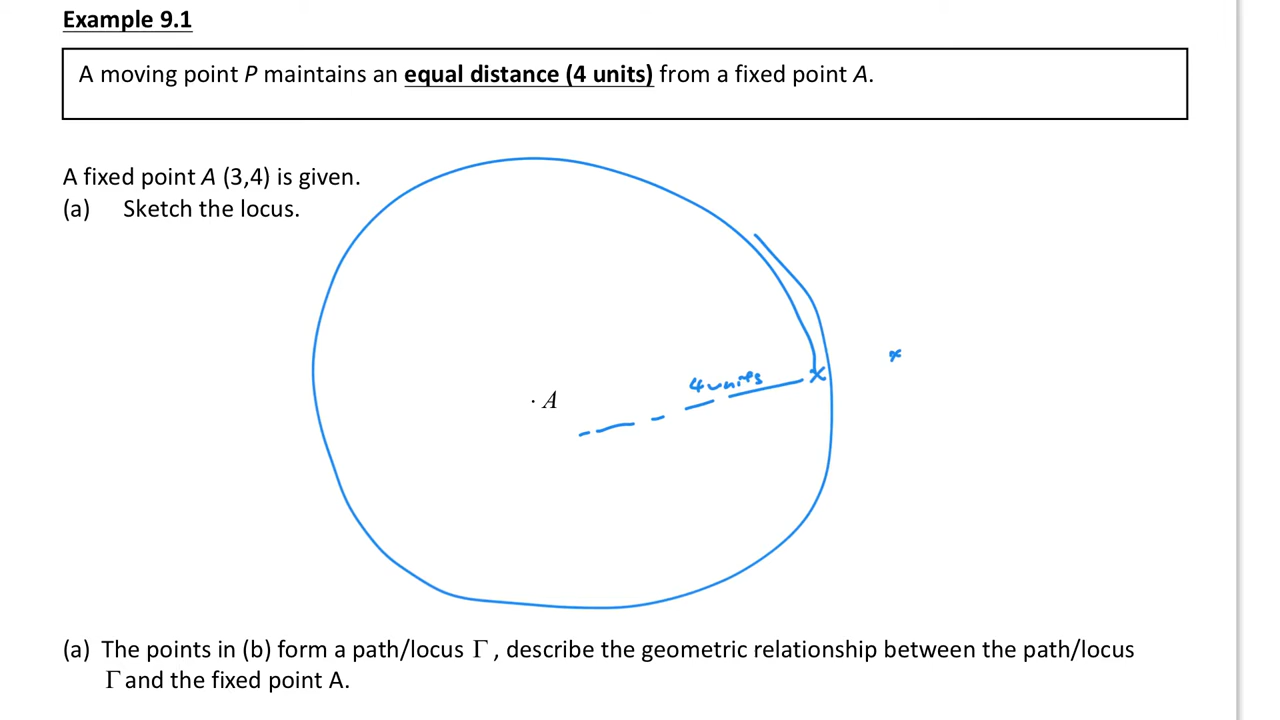 Example 9.1
A moving point P maintains an equal distance (4 units) from a fixed point A.
A fixed point A (3,4) is given.
(a) Sketch the locus.
4 units
· A
(a) The points in (b) form a path/locus Γ , describe the geometric relationship between the path/locus
Γ and the fixed point A.